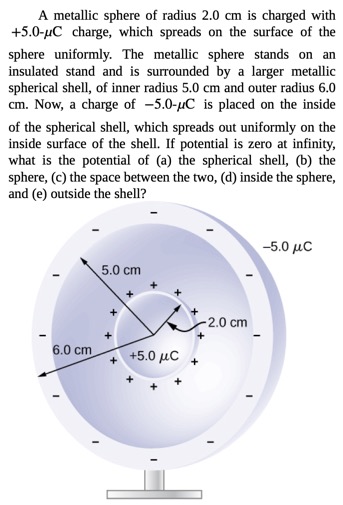 A metallic sphere of radius 2.0 cm is charged with
+5.0-μC charge, which spreads on the surface of the
sphere uniformly. The metallic sphere stands on an
insulated stand and is surrounded by a larger metallic
spherical shell, of inner radius 5.0 cm and outer radius 6.0
cm. Now, a charge of −5.0-μC is placed on the inside
of the spherical shell, which spreads out uniformly on the
inside surface of the shell. If potential is zero at infinity,
what is the potential of (a) the spherical shell, (b) the
sphere, (c) the space between the two, (d) inside the sphere,
and (e) outside the shell?
−5.0 μC
5.0 cm
2.0 cm
6.0 cm
+5.0 μC